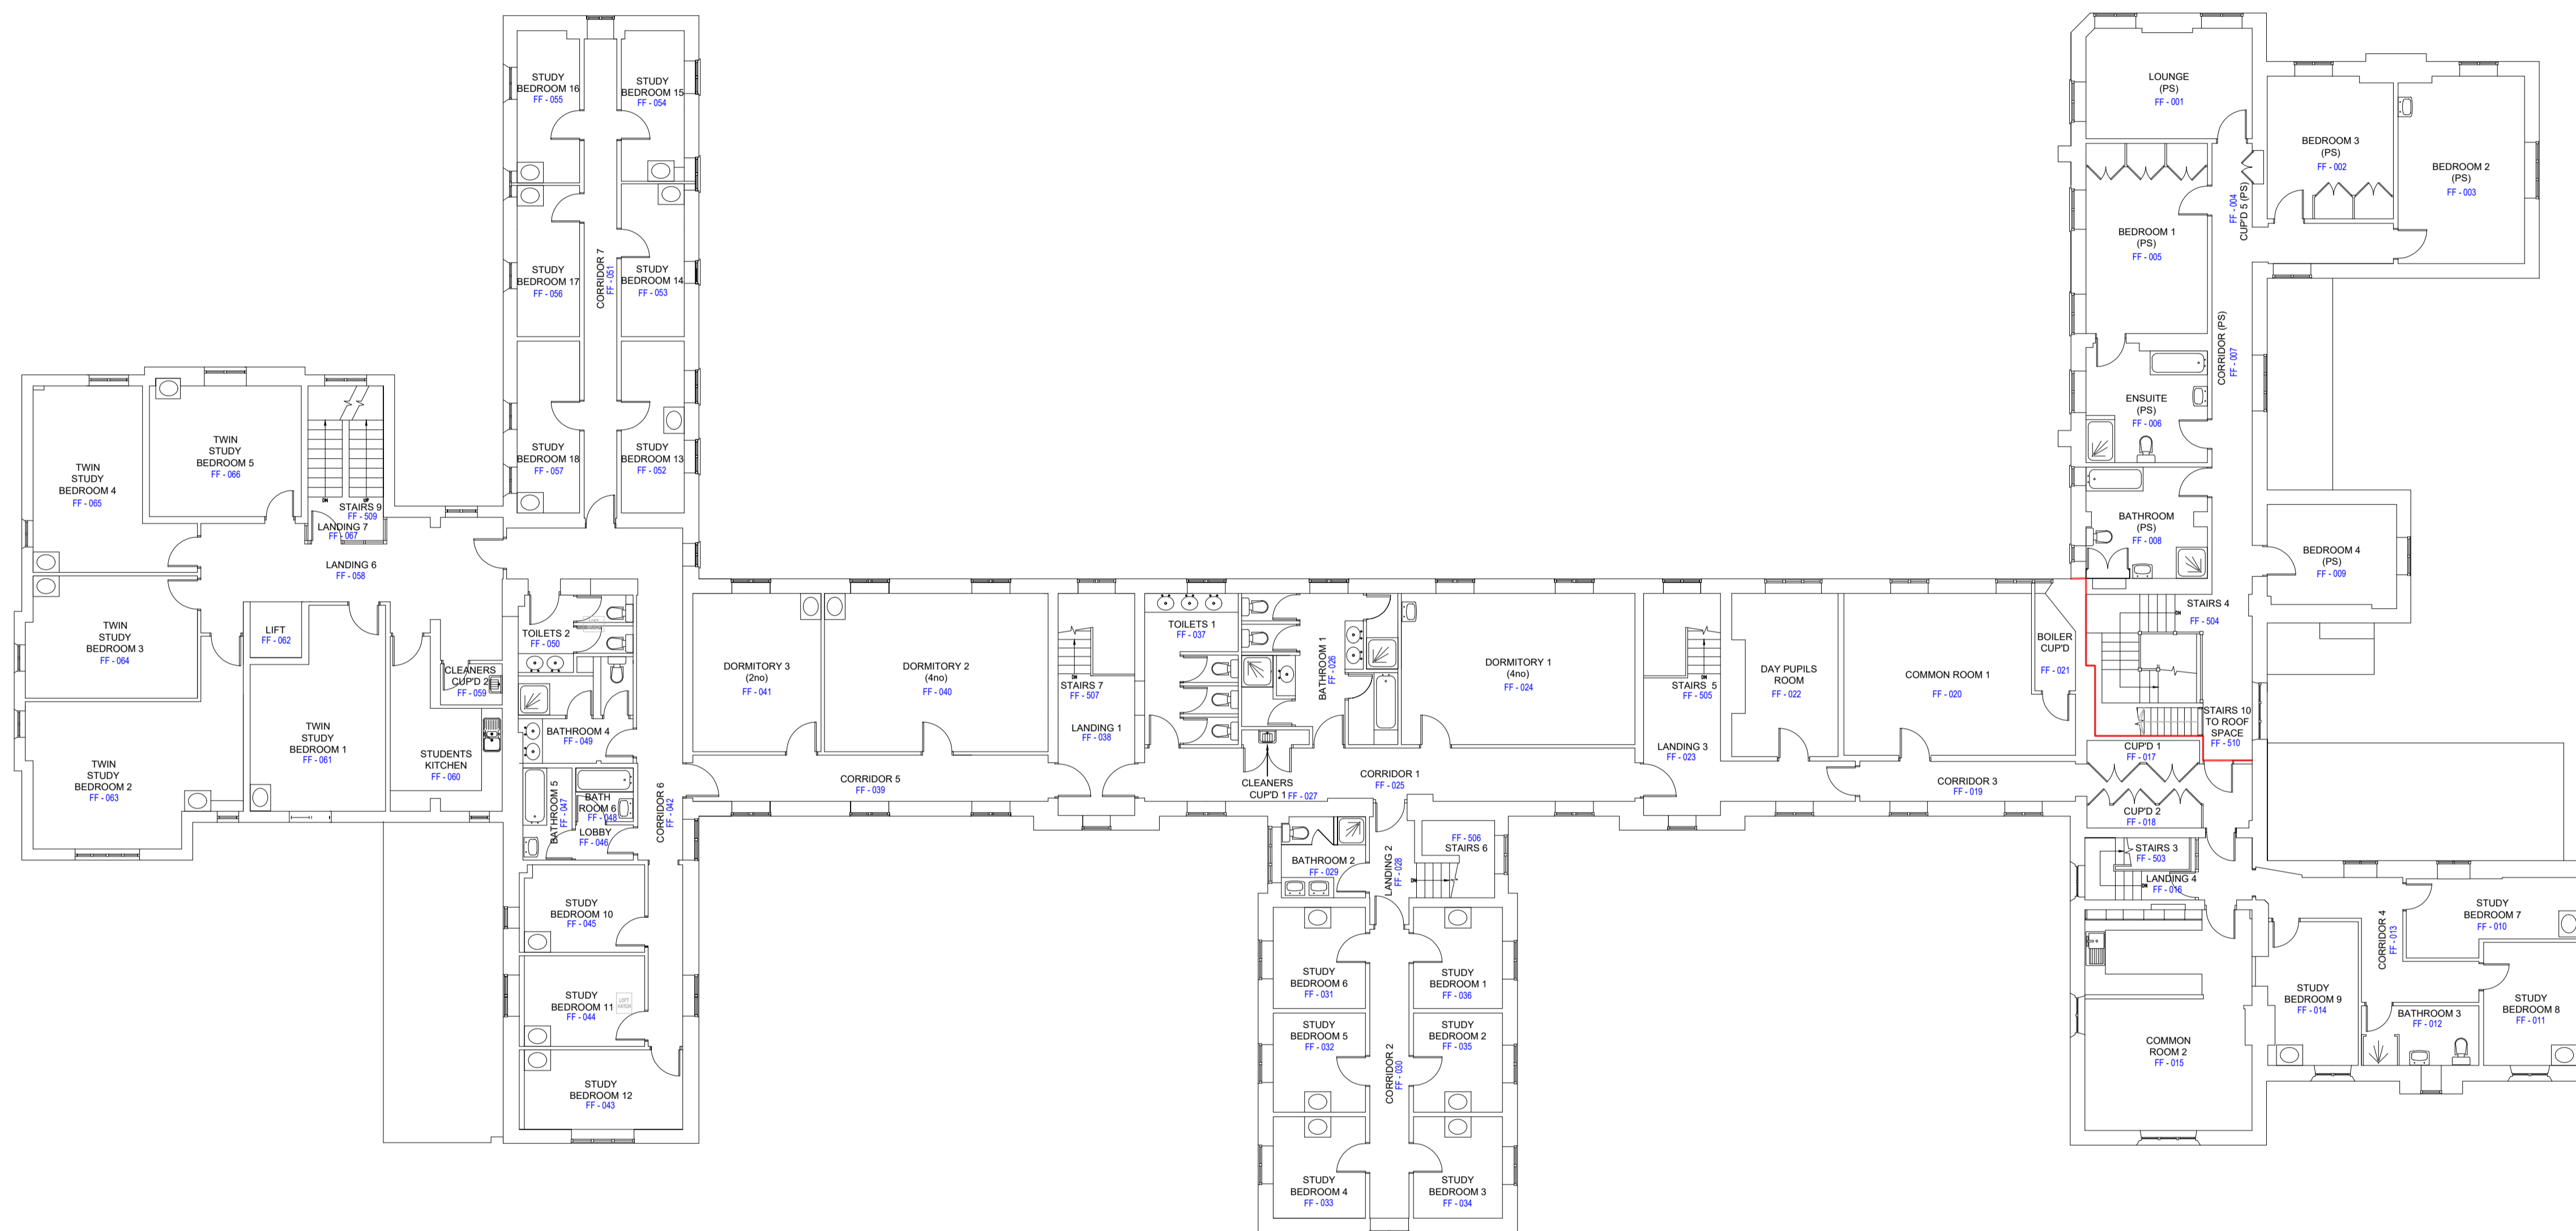 STUDY
BEDROOM 16
FF - 055
STUDY
BEDROOM 15
FF - 054
STUDY
BEDROOM 17
FF - 056
CORRIDOR 7
FF - 051
STUDY
BEDROOM 14
FF - 053
STUDY
BEDROOM 18
FF - 057
STUDY
BEDROOM 13
FF - 052
TWIN
STUDY
BEDROOM 4
FF - 065
TWIN
STUDY
BEDROOM 5
FF - 066
DN
UP
STAIRS 9
FF - 509
LANDING 7
FF - 067
LANDING 6
FF - 058
TWIN
STUDY
BEDROOM 3
FF - 064
LIFT
FF - 062
TWIN
STUDY
BEDROOM 2
FF - 063
TWIN
STUDY
BEDROOM 1
FF - 061
CLEANERS
CUP'D 2
FF - 059
STUDENTS
KITCHEN
FF - 060
TOILETS 2
FF - 050
BATHROOM 4
FF - 049
BATHROOM 5
FF - 047
BATH
ROOM 6
FF - 048
LOBBY
FF - 046
CORRIDOR 6
FF - 042
STUDY
BEDROOM 10
FF - 045
STUDY
BEDROOM 11
FF - 044
LOFT
HATCH
STUDY
BEDROOM 12
FF - 043
DORMITORY 3
(2no)
FF - 041
DORMITORY 2
(4no)
FF - 040
CORRIDOR 5
FF - 039
DN
STAIRS 7
FF - 507
LANDING 1
FF - 038
TOILETS 1
FF - 037
BATHROOM 1
FF - 026
CLEANERS
CUP'D 1
FF - 027
CORRIDOR 1
FF - 025
DORMITORY 1
(4no)
FF - 024
DN
STAIRS 5
FF - 505
LANDING 3
FF - 023
DAY PUPILS
ROOM
FF - 022
COMMON ROOM 1
FF - 020
BOILER
CUP'D
FF - 021
CORRIDOR 3
FF - 019
BATHROOM 2
FF - 029
LANDING 2
FF - 028
FF - 506
STAIRS 6
DN
STUDY
BEDROOM 6
FF - 031
STUDY
BEDROOM 1
FF - 036
STUDY
BEDROOM 5
FF - 032
CORRIDOR 2
FF - 030
STUDY
BEDROOM 2
FF - 035
STUDY
BEDROOM 4
FF - 033
STUDY
BEDROOM 3
FF - 034
LOUNGE
(PS)
FF - 001
BEDROOM 3
(PS)
FF - 002
BEDROOM 2
(PS)
FF - 003
FF - 004
CUP'D 5 (PS)
BEDROOM 1
(PS)
FF - 005
CORRIDOR (PS)
FF - 007
ENSUITE
(PS)
FF - 006
BATHROOM
(PS)
FF - 008
BEDROOM 4
(PS)
FF - 009
DN
STAIRS 4
FF - 504
STAIRS 10
TO ROOF
SPACE
FF - 510
CUP'D 1
FF - 017
CUP'D 2
FF - 018
STAIRS 3
FF - 503
DN
LANDING 4
FF - 016
COMMON
ROOM 2
FF - 015
STUDY
BEDROOM 9
FF - 014
CORRIDOR 4
FF - 013
STUDY
BEDROOM 7
FF - 010
BATHROOM 3
FF - 012
STUDY
BEDROOM 8
FF - 011